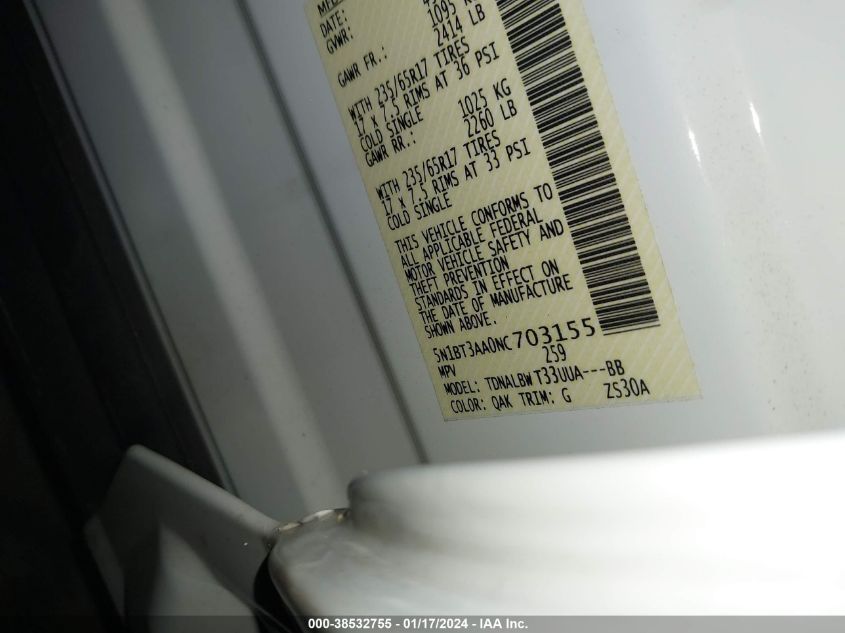 DATE:
GVWR: 1095
GAWR FR.: 2414 LB
WITH 235/65R17 TIRES
17 X 7.5 RIMS AT 36 PSI
COLD SINGLE 1025 KG
GAWR RR.: 2260 LB
WITH 235/65R17 TIRES
17 X 7.5 RIMS AT 33 PSI
COLD SINGLE
THIS VEHICLE CONFORMS TO
ALL APPLICABLE FEDERAL
MOTOR VEHICLE SAFETY AND
THEFT PREVENTION
STANDARDS IN EFFECT ON
THE DATE OF MANUFACTURE
SHOWN ABOVE.
5N1BT3AA0NC703155
MPV 259
MODEL: TDNALBWT33UUA---BB
COLOR: QAK TRIM: G ZS30A
000-38532755 - 01/17/2024 - IAA Inc.